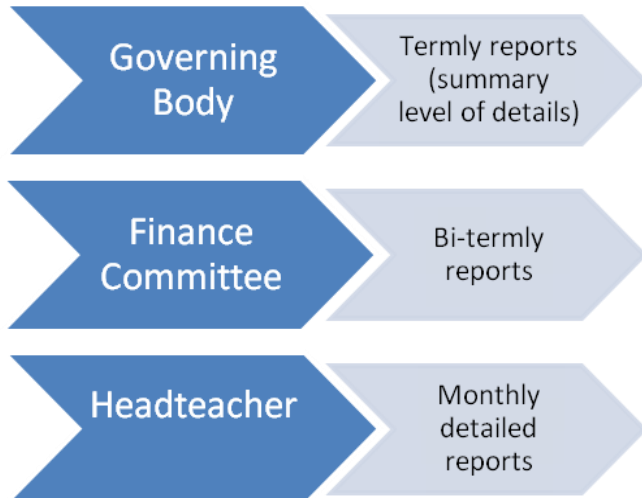 Governing
Body
Termly reports
(summary
level of details)
Finance
Committee
Bi-termly
reports
Headteacher
Monthly
detailed
reports